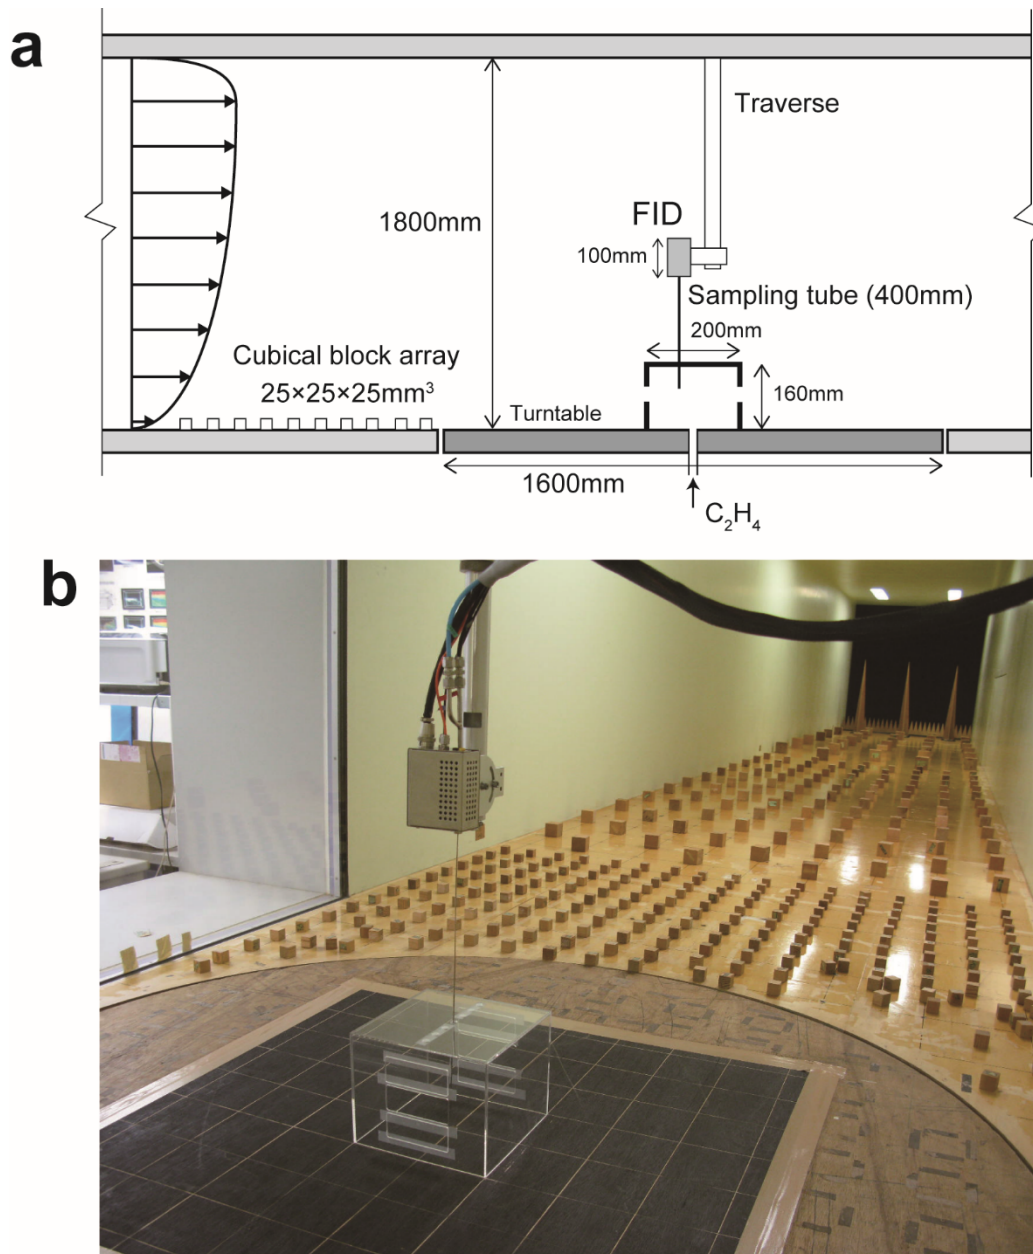 a
Traverse
1800mm
FID
100mm
Sampling tube (400mm)
200mm
Cubical block array
25×25×25mm³
160mm
Turntable
1600mm
C₂H₄
b